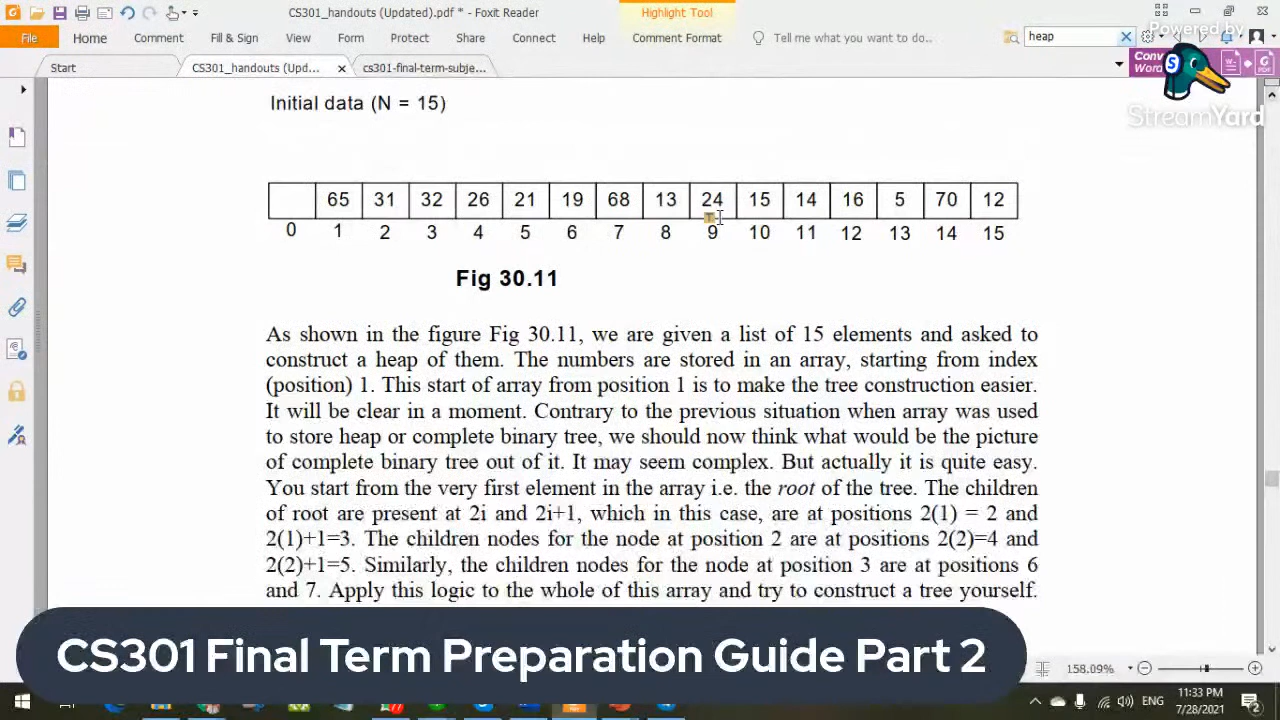 CS301_handouts (Updated).pdf * - Foxit Reader
Highlight Tool
File Home Comment Fill & Sign View Form Protect Share Connect Help Comment Format Tell me what you want to do.. heap
Powered by
Start CS301_handouts (Upd... cs301-final-term-subje...
StreamYard
Initial data (N = 15)
65 31 32 26 21 19 68 13 24 15 14 16 5 70 12
0 1 2 3 4 5 6 7 8 9 10 11 12 13 14 15
Fig 30.11
As shown in the figure Fig 30.11, we are given a list of 15 elements and asked to
construct a heap of them. The numbers are stored in an array, starting from index
(position) 1. This start of array from position 1 is to make the tree construction easier.
It will be clear in a moment. Contrary to the previous situation when array was used
to store heap or complete binary tree, we should now think what would be the picture
of complete binary tree out of it. It may seem complex. But actually it is quite easy.
You start from the very first element in the array i.e. the root of the tree. The children
of root are present at 2i and 2i+1, which in this case, are at positions 2(1) = 2 and
2(1)+1=3. The children nodes for the node at position 2 are at positions 2(2)=4 and
2(2)+1=5. Similarly, the children nodes for the node at position 3 are at positions 6
and 7. Apply this logic to the whole of this array and try to construct a tree yourself.
CS301 Final Term Preparation Guide Part 2
158.09%
ENG
11:33 PM
7/28/2021